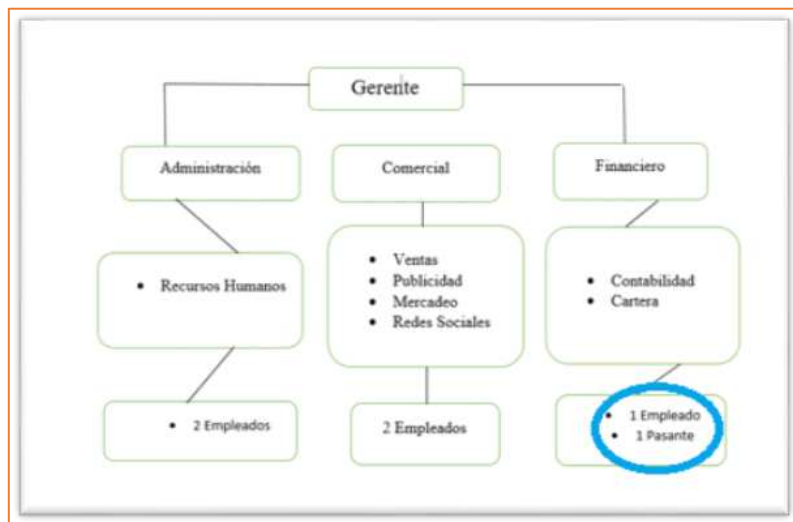 Gerente
Administración
Comercial
Financiero
• Recursos Humanos
• Ventas
• Publicidad
• Mercadeo
• Redes Sociales
• Contabilidad
• Cartera
• 2 Empleados
2 Empleados
• 1 Empleado
• 1 Pasante